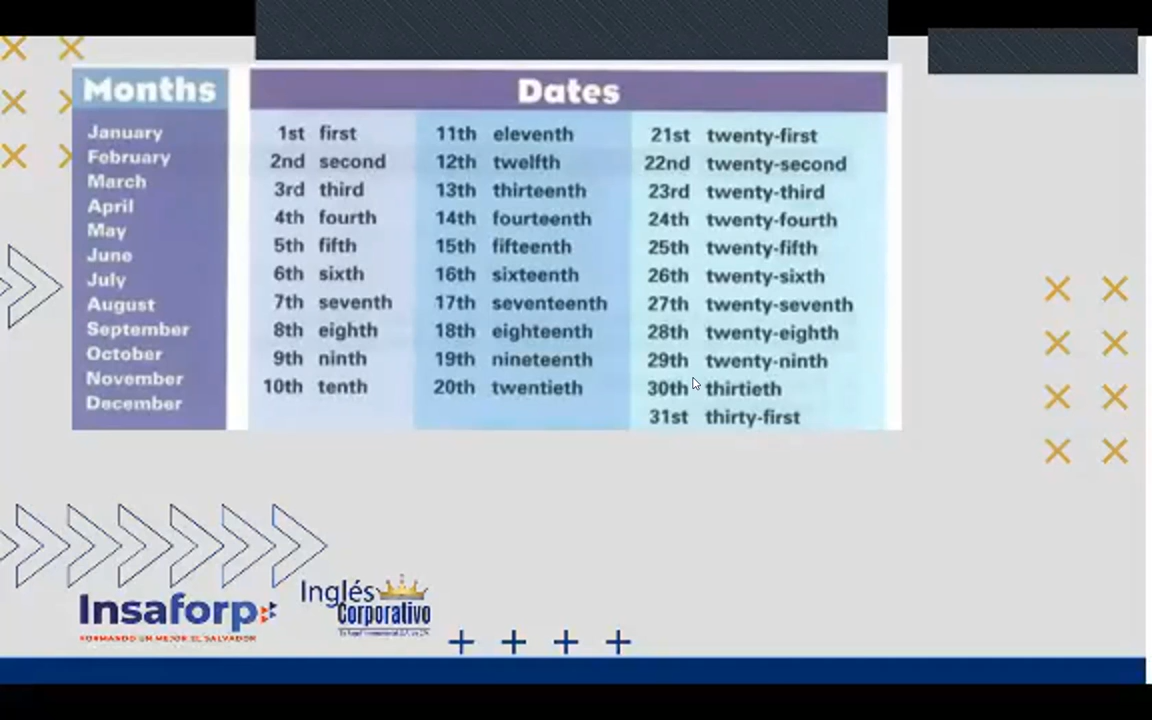 Months
January
February
March
April
May
June
July
August
September
October
November
December
Dates
1st first
2nd second
3rd third
4th fourth
5th fifth
6th sixth
7th seventh
8th eighth
9th ninth
10th tenth
11th eleventh
12th twelfth
13th thirteenth
14th fourteenth
15th fifteenth
16th sixteenth
17th seventeenth
18th eighteenth
19th nineteenth
20th twentieth
21st twenty-first
22nd twenty-second
23rd twenty-third
24th twenty-fourth
25th twenty-fifth
26th twenty-sixth
27th twenty-seventh
28th twenty-eighth
29th twenty-ninth
30th thirtieth
31st thirty-first
Insaforp
FORMANDO UN MEJOR EL SALVADOR
Inglés
Corporativo